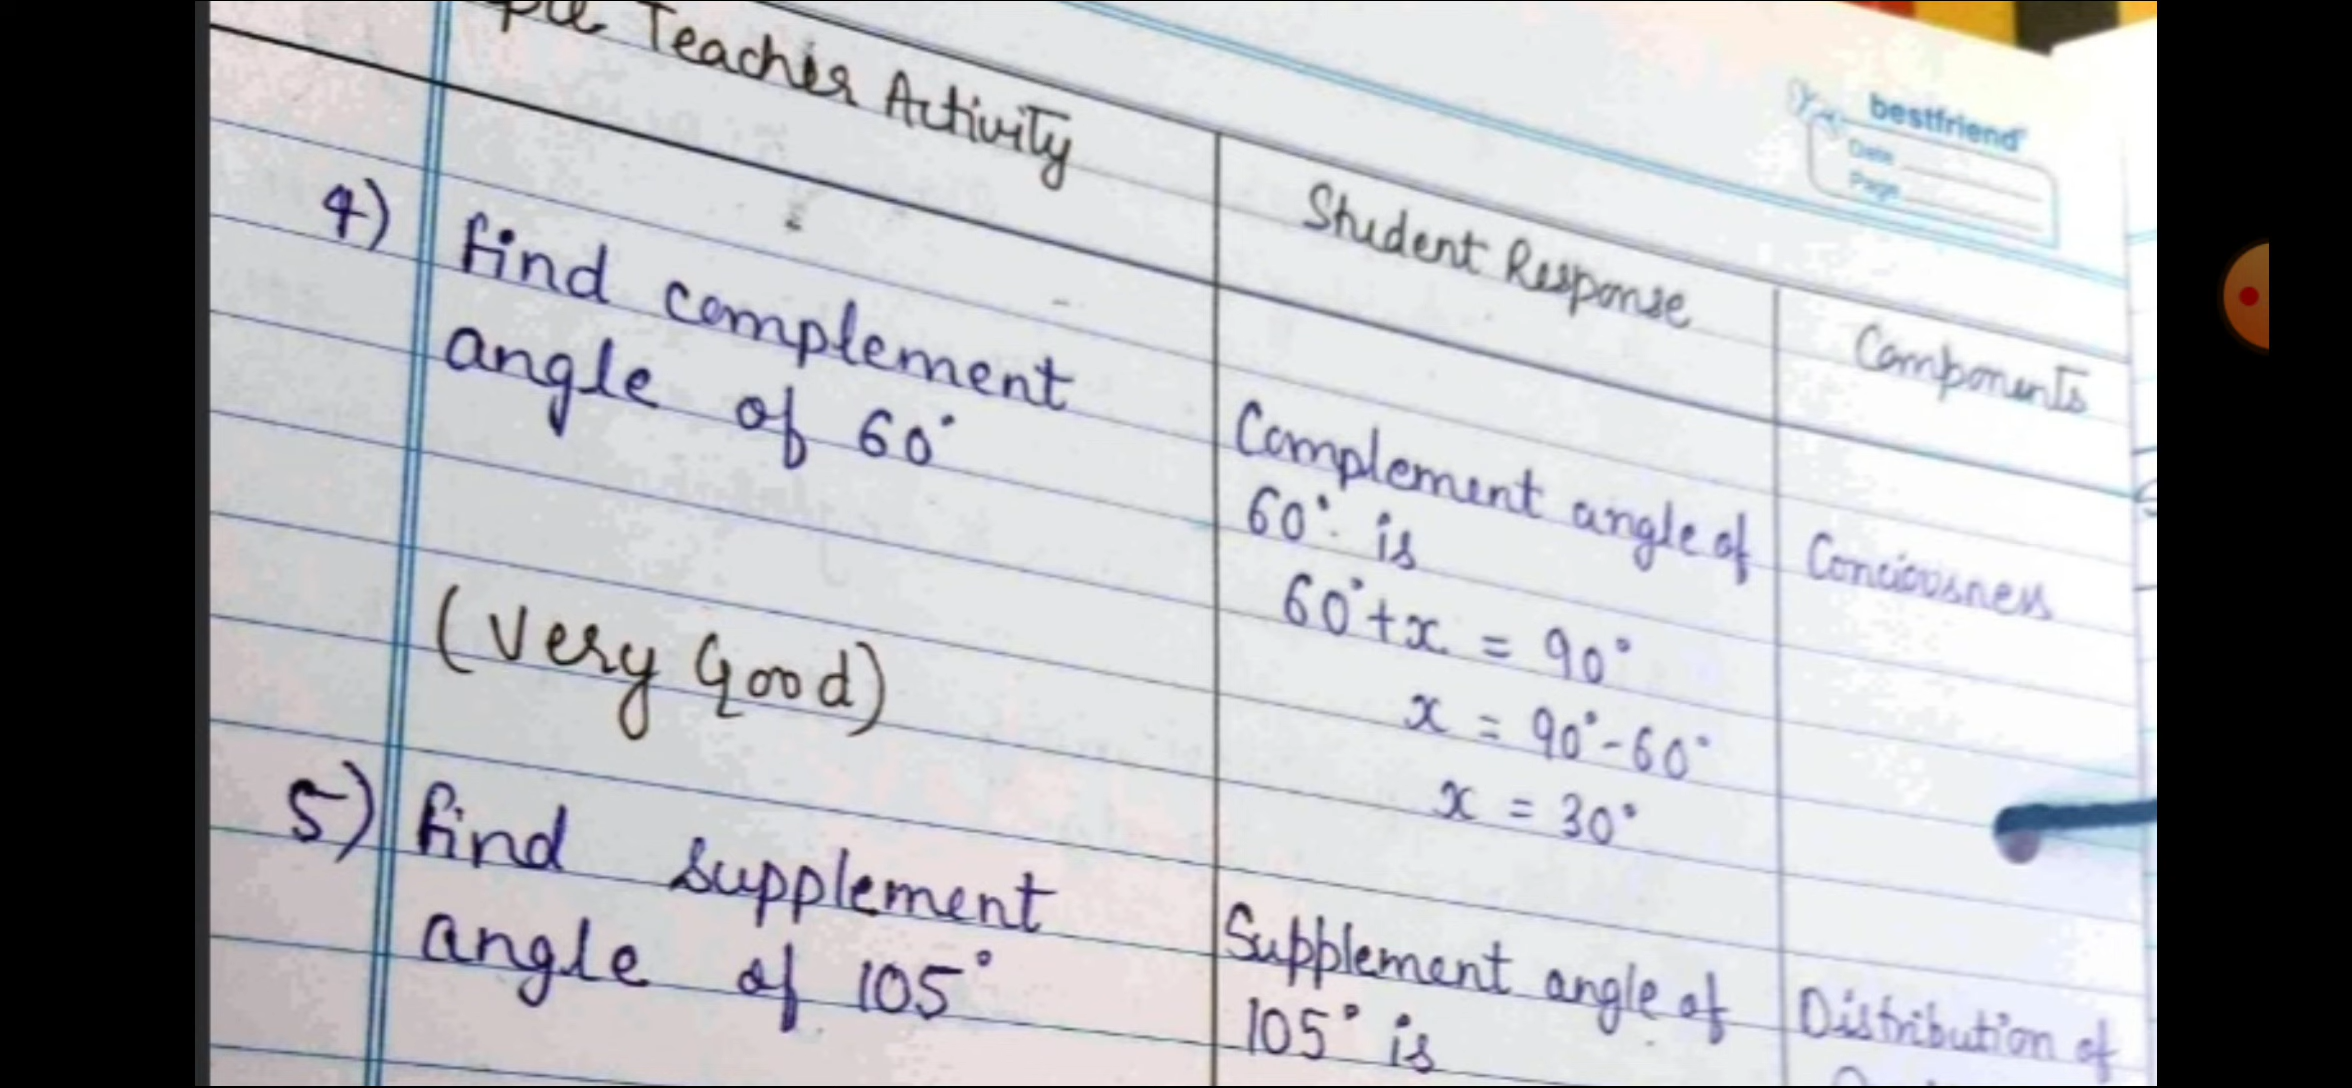 Teacher Activity
Student Response
Components
bestfriend
Date
Page
4) find complement
angle of 60°
Complement angle of
60° is
60°+x = 90°
x = 90°-60°
x = 30°
Conciousness
(Very Good)
5) find supplement
angle of 105°
Supplement angle of
105° is
Distribution of